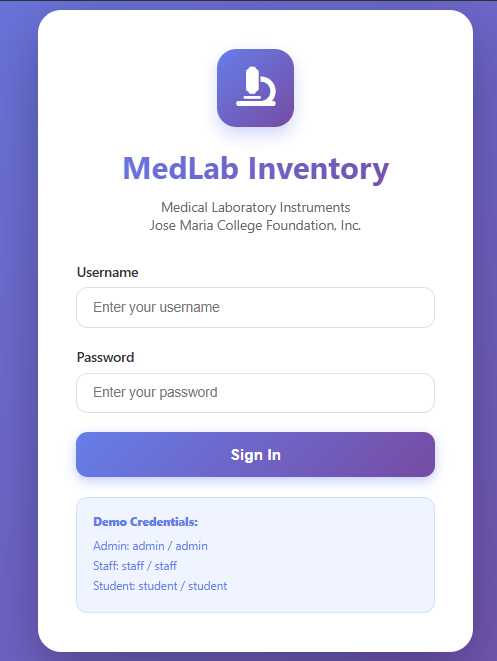 MedLab Inventory
Medical Laboratory Instruments
Jose Maria College Foundation, Inc.
Username
Enter your username
Password
Enter your password
Sign In
Demo Credentials:
Admin: admin / admin
Staff: staff / staff
Student: student / student